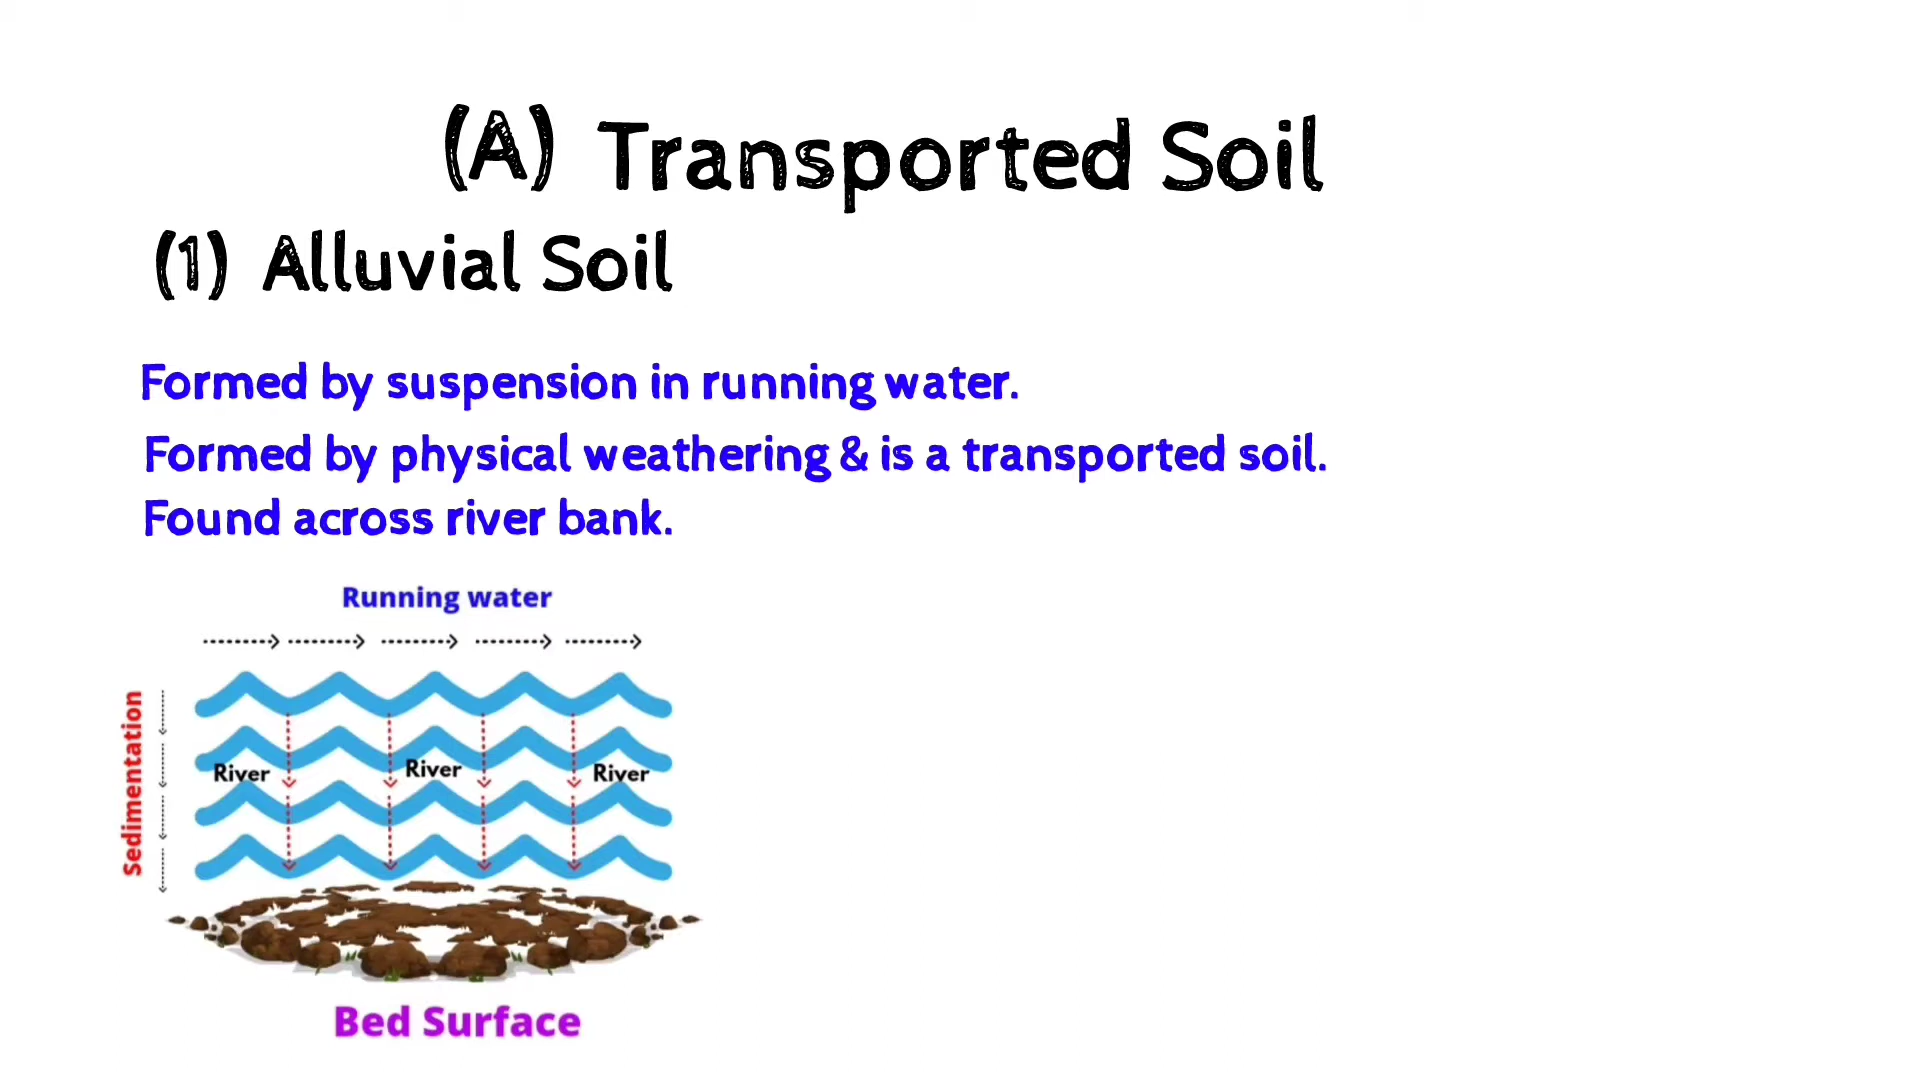 (A) Transported Soil
(1) Alluvial Soil
Formed by suspension in running water.
Formed by physical weathering & is a transported soil.
Found across river bank.
Running water
Sedimentation
River River River
Bed Surface